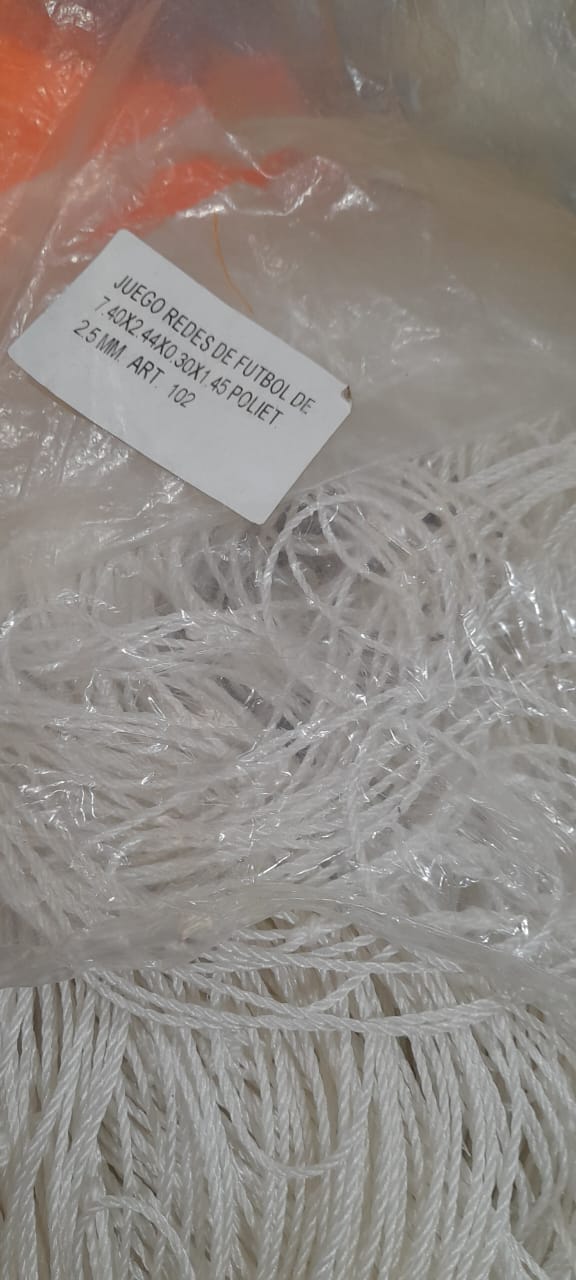 JUEGO REDES DE FUTBOL DE
7.40X2.44X0.30X1.45 POLIET.
2.5 MM. ART. 102